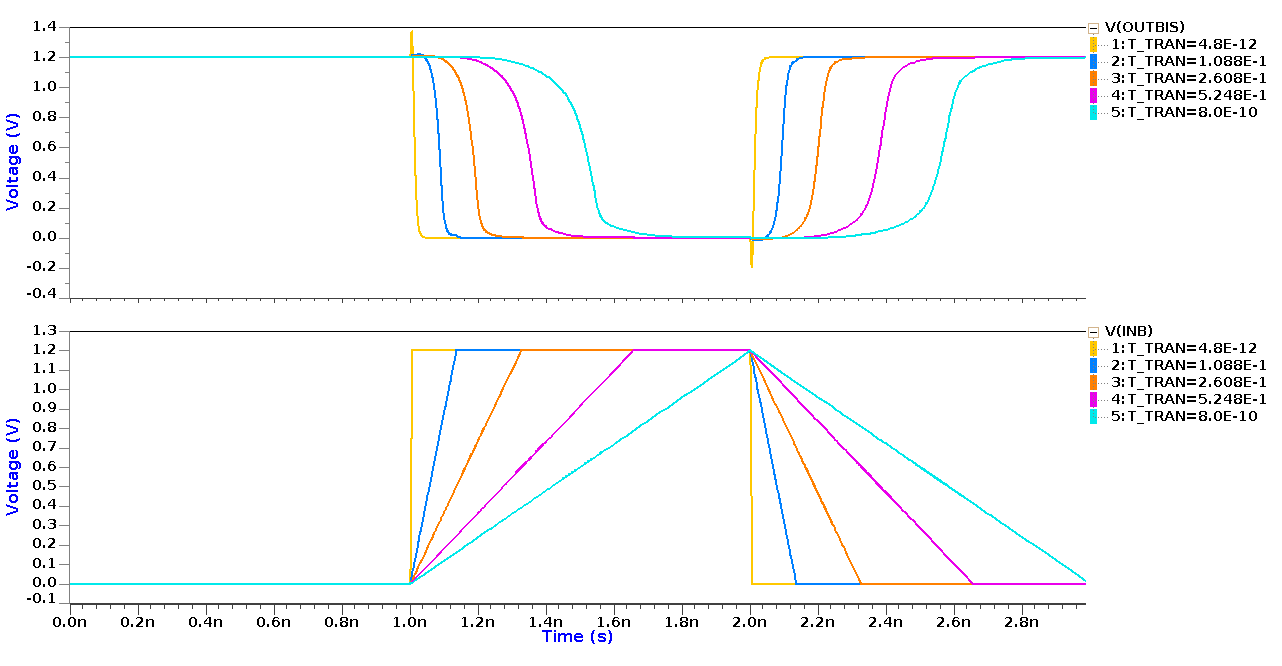 1.4
1.2
1.0
0.8
0.6
0.4
0.2
0.0
-0.2
-0.4
Voltage (V)
V(OUTBIS)
1:T_TRAN=4.8E-12
2:T_TRAN=1.088E-1
3:T_TRAN=2.608E-1
4:T_TRAN=5.248E-1
5:T_TRAN=8.0E-10
1.3
1.2
1.1
1.0
0.9
0.8
0.7
0.6
0.5
0.4
0.3
0.2
0.1
0.0
-0.1
Voltage (V)
V(INB)
1:T_TRAN=4.8E-12
2:T_TRAN=1.088E-1
3:T_TRAN=2.608E-1
4:T_TRAN=5.248E-1
5:T_TRAN=8.0E-10
0.0n 0.2n 0.4n 0.6n 0.8n 1.0n 1.2n 1.4n 1.6n 1.8n 2.0n 2.2n 2.4n 2.6n 2.8n
Time (s)